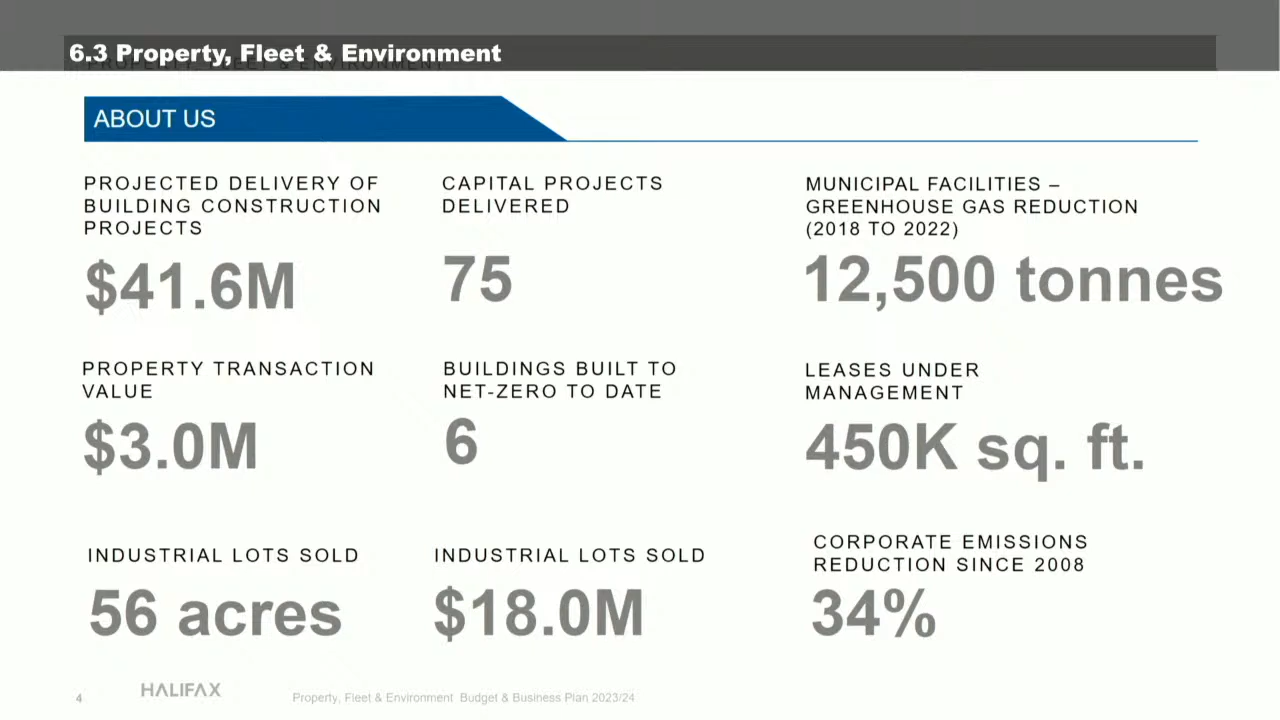 6.3 Property, Fleet & Environment
PROPERTY, FLEET & ENVIRONMENT
ABOUT US
PROJECTED DELIVERY OF
BUILDING CONSTRUCTION
PROJECTS
$41.6M
CAPITAL PROJECTS
DELIVERED
75
MUNICIPAL FACILITIES –
GREENHOUSE GAS REDUCTION
(2018 TO 2022)
12,500 tonnes
PROPERTY TRANSACTION
VALUE
$3.0M
BUILDINGS BUILT TO
NET-ZERO TO DATE
6
LEASES UNDER
MANAGEMENT
450K sq. ft.
INDUSTRIAL LOTS SOLD
56 acres
INDUSTRIAL LOTS SOLD
$18.0M
CORPORATE EMISSIONS
REDUCTION SINCE 2008
34%
4
HALIFAX
Property, Fleet & Environment Budget & Business Plan 2023/24